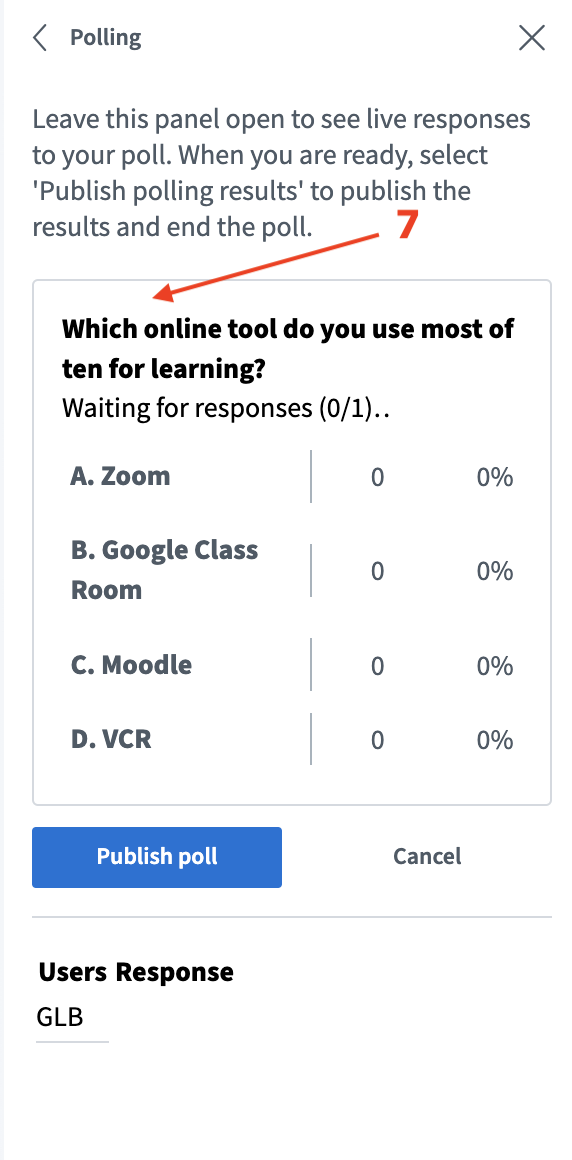 Polling
Leave this panel open to see live responses
to your poll. When you are ready, select
'Publish polling results' to publish the
results and end the poll.
7
Which online tool do you use most of
ten for learning?
Waiting for responses (0/1)..
A. Zoom 0 0%
B. Google Class
Room 0 0%
C. Moodle 0 0%
D. VCR 0 0%
Publish poll Cancel
Users Response
GLB